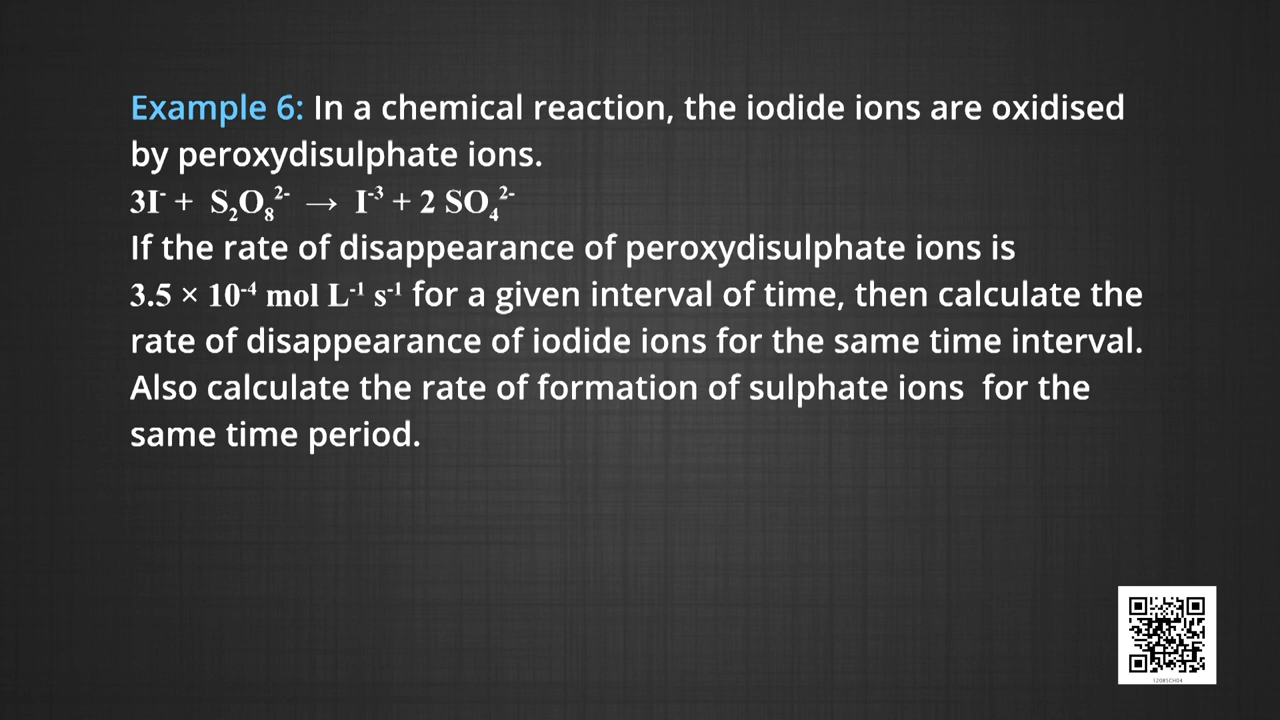 Example 6: In a chemical reaction, the iodide ions are oxidised
by peroxydisulphate ions.
3I⁻ + S₂O₈²⁻ → I⁻³ + 2 SO₄²⁻
If the rate of disappearance of peroxydisulphate ions is
3.5 × 10⁻⁴ mol L⁻¹ s⁻¹ for a given interval of time, then calculate the
rate of disappearance of iodide ions for the same time interval.
Also calculate the rate of formation of sulphate ions for the
same time period.
12085CH04